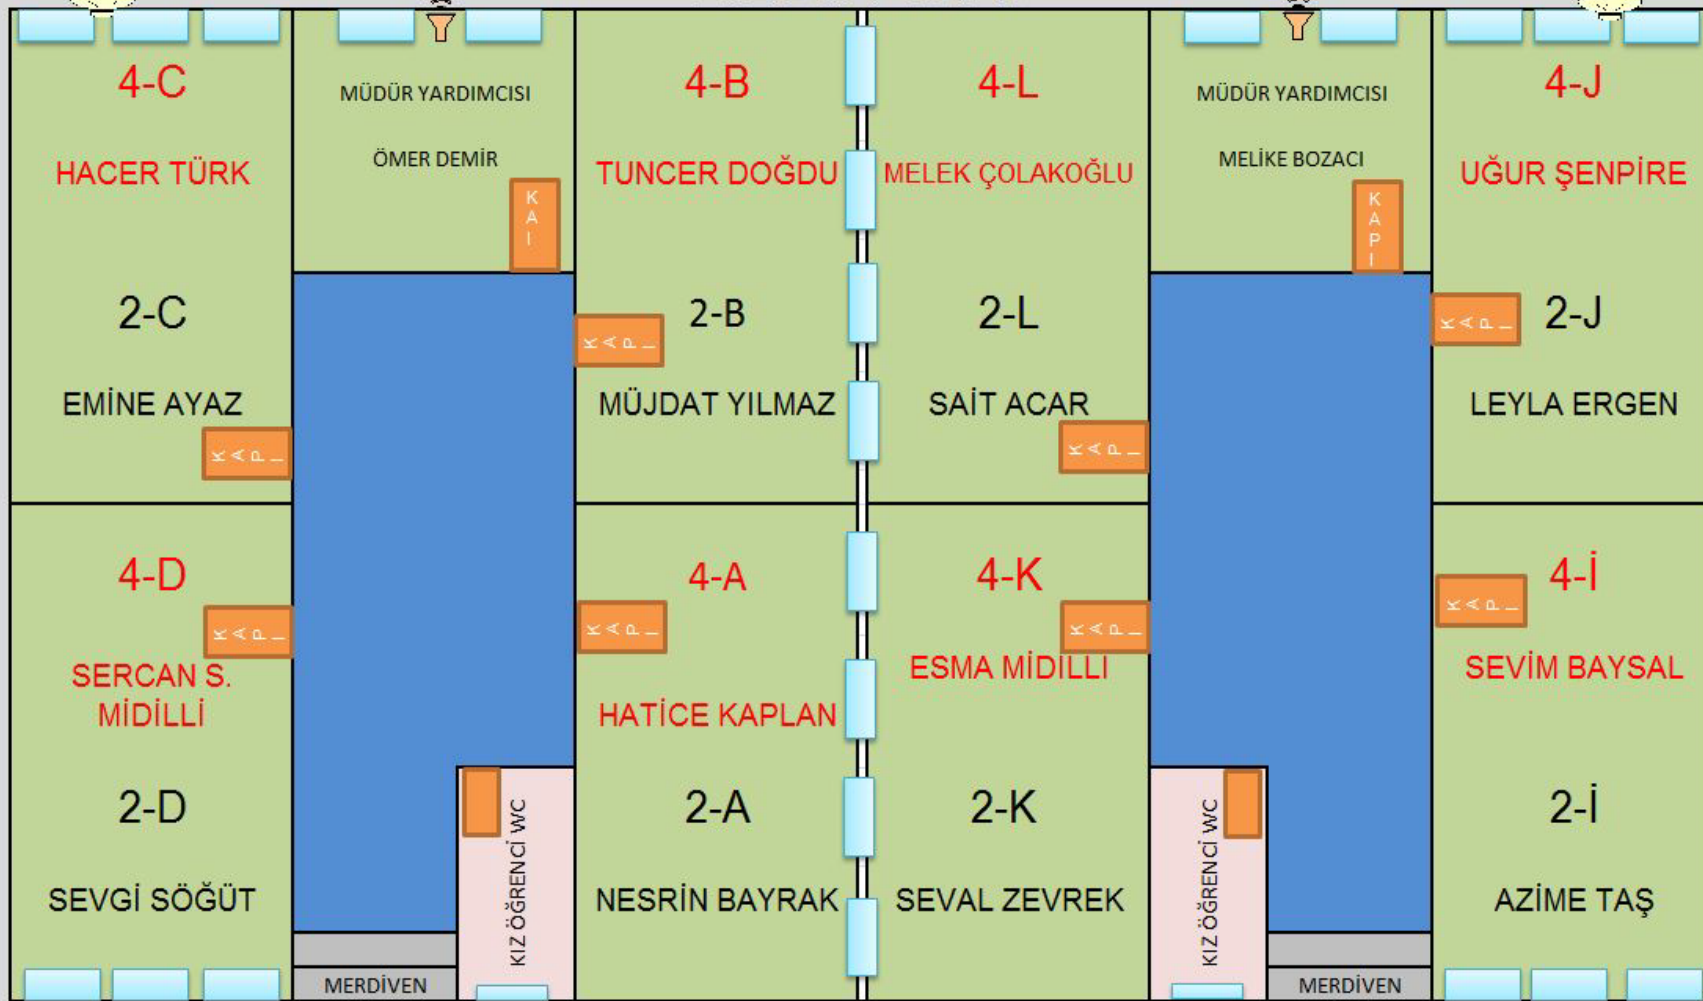 4-C
HACER TÜRK
2-C
EMİNE AYAZ
KAPI
MÜDÜR YARDIMCISI
ÖMER DEMİR
KAI
4-B
TUNCER DOĞDU
2-B
MÜJDAT YILMAZ
KAPI
4-L
MELEK ÇOLAKOĞLU
2-L
SAİT ACAR
KAPI
MÜDÜR YARDIMCISI
MELİKE BOZACI
KAPI
4-J
UĞUR ŞENPİRE
2-J
LEYLA ERGEN
KAPI
4-D
KAPI
SERCAN S.
MİDİLLİ
2-D
SEVGİ SÖĞÜT
MERDİVEN
KIZ ÖĞRENCİ WC
4-A
KAPI
HATİCE KAPLAN
2-A
NESRİN BAYRAK
4-K
KAPI
ESMA MİDİLLİ
2-K
SEVAL ZEVREK
KIZ ÖĞRENCİ WC
MERDİVEN
4-İ
KAPI
SEVİM BAYSAL
2-İ
AZİME TAŞ